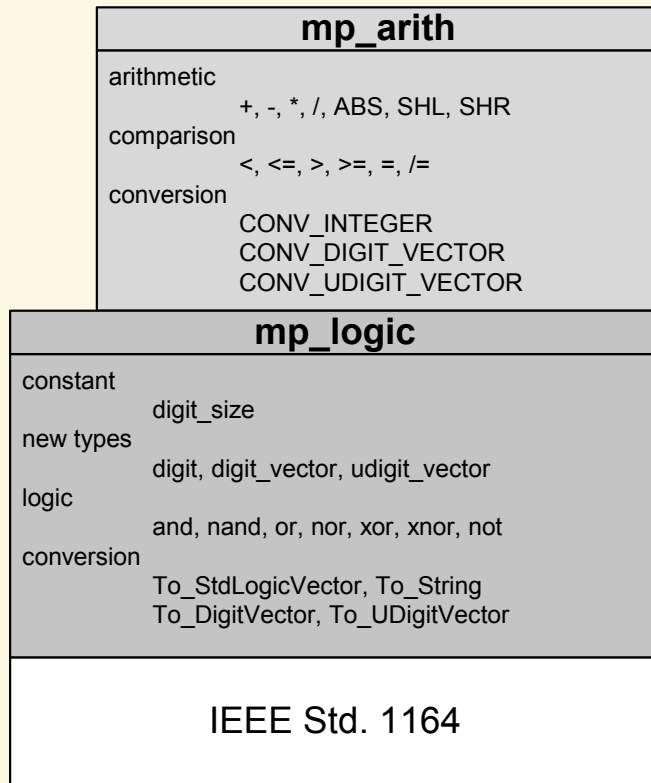 mp_arith
arithmetic
+, -, *, /, ABS, SHL, SHR
comparison
<, <=, >, >=, =, /=
conversion
CONV_INTEGER
CONV_DIGIT_VECTOR
CONV_UDIGIT_VECTOR
mp_logic
constant
digit_size
new types
digit, digit_vector, udigit_vector
logic
and, nand, or, nor, xor, xnor, not
conversion
To_StdLogicVector, To_String
To_DigitVector, To_UDigitVector
IEEE Std. 1164